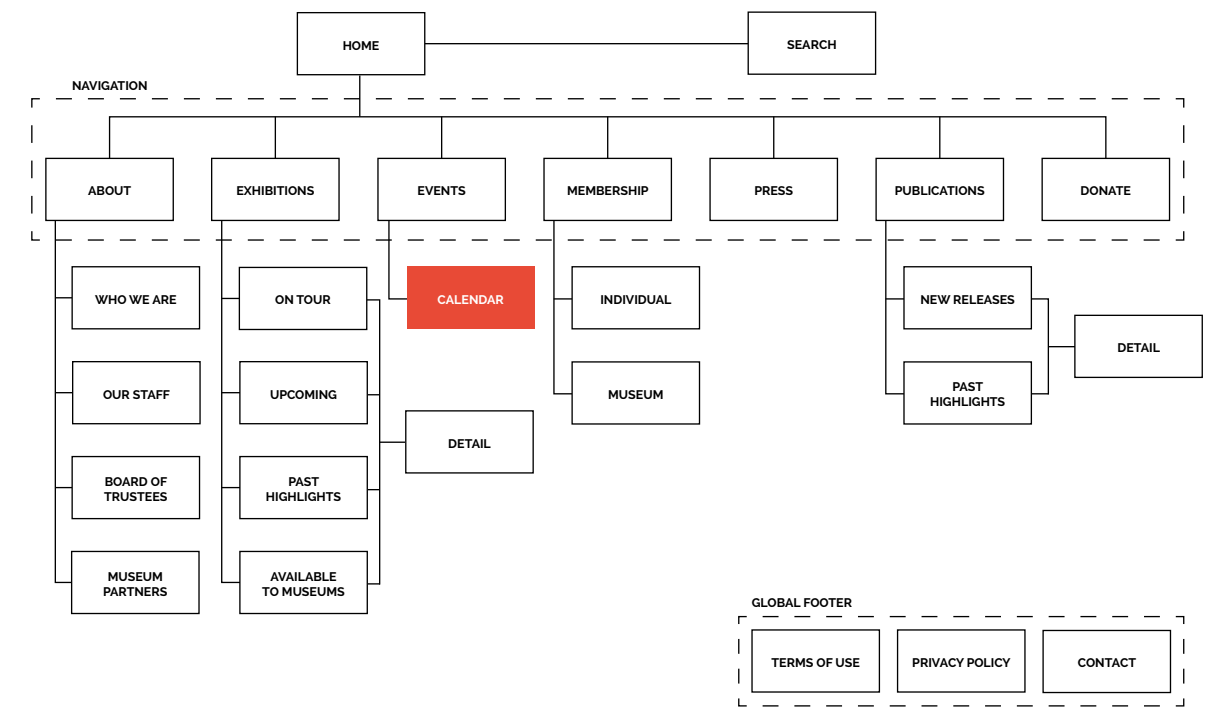 HOME
SEARCH
NAVIGATION
ABOUT
EXHIBITIONS
EVENTS
MEMBERSHIP
PRESS
PUBLICATIONS
DONATE
WHO WE ARE
ON TOUR
CALENDAR
INDIVIDUAL
NEW RELEASES
DETAIL
OUR STAFF
UPCOMING
MUSEUM
PAST
HIGHLIGHTS
DETAIL
BOARD OF
TRUSTEES
PAST
HIGHLIGHTS
MUSEUM
PARTNERS
AVAILABLE
TO MUSEUMS
GLOBAL FOOTER
TERMS OF USE
PRIVACY POLICY
CONTACT